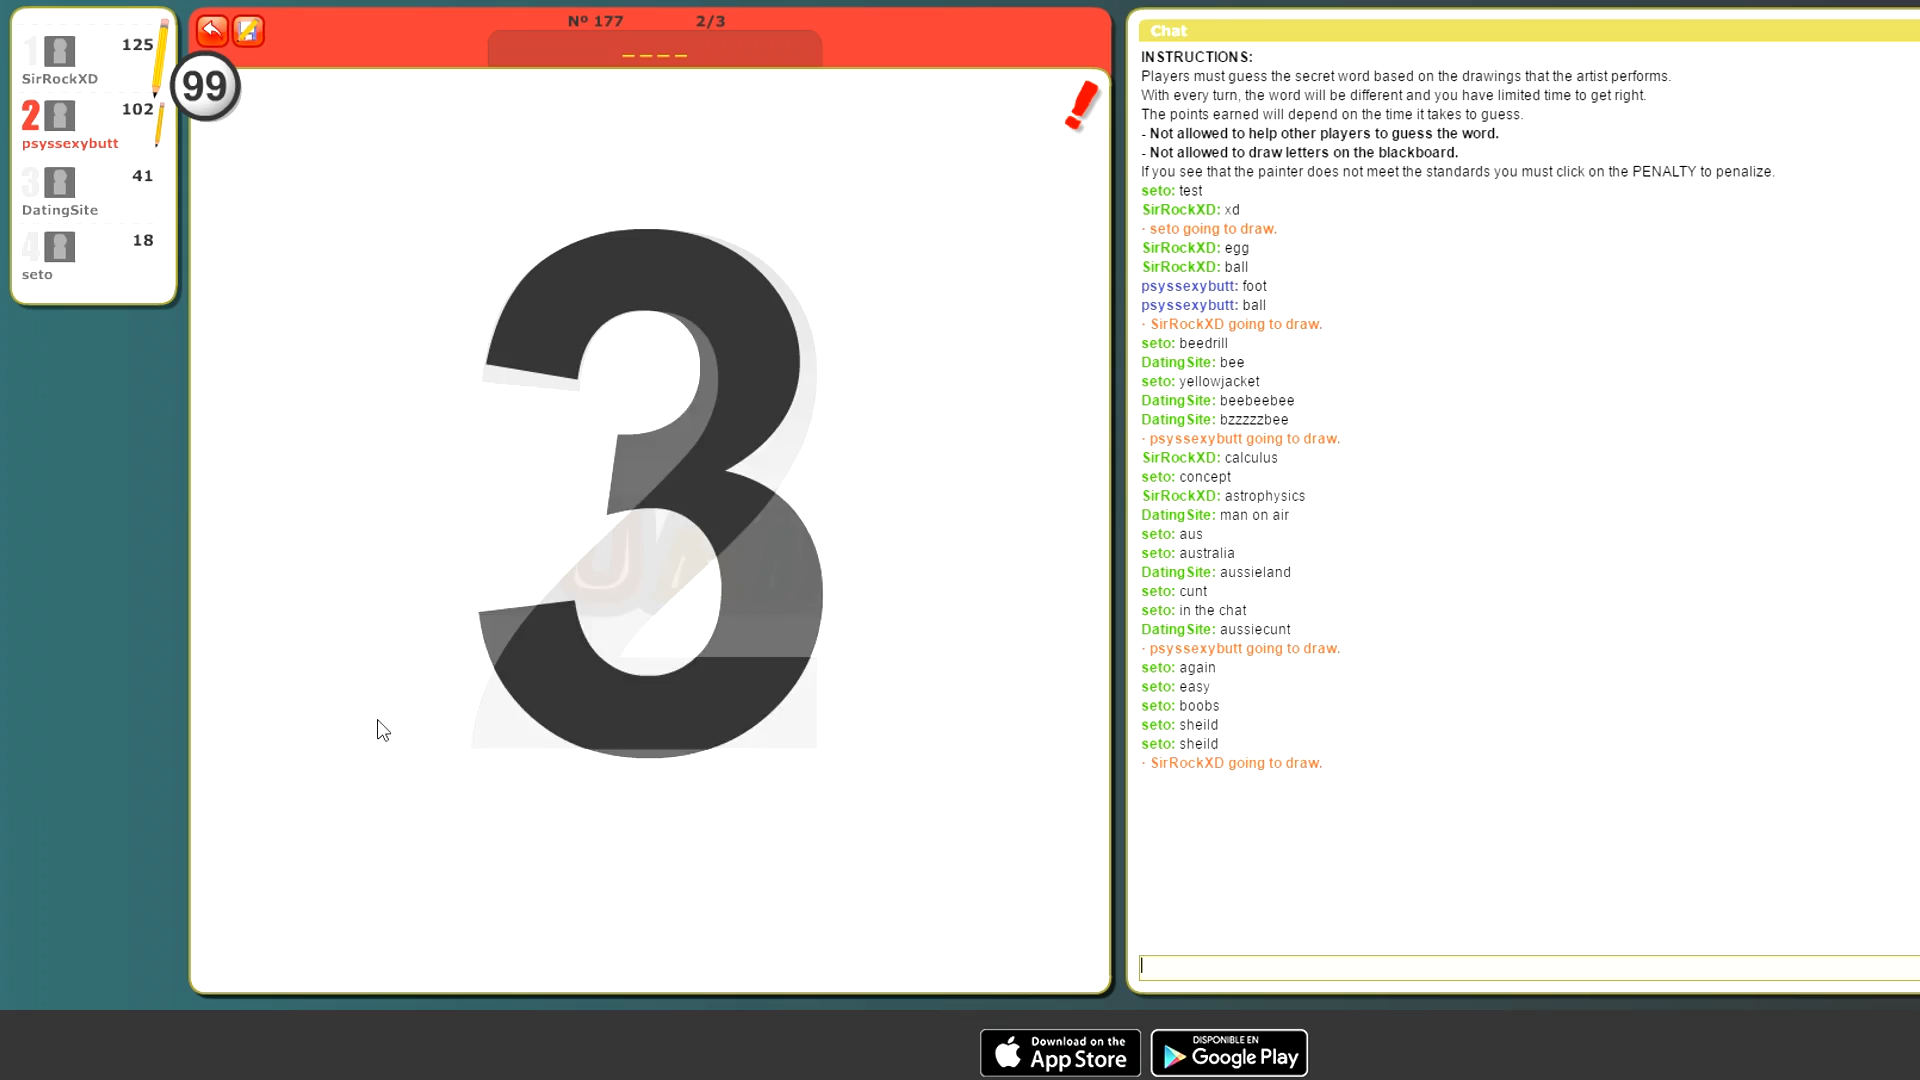 1
125
SirRockXD
99
2
102
psyssexybutt
3
41
DatingSite
4
18
seto
Nº 177
2/3
_ _ _ _
!
3
Chat
INSTRUCTIONS:
Players must guess the secret word based on the drawings that the artist performs.
With every turn, the word will be different and you have limited time to get right.
The points earned will depend on the time it takes to guess.
- Not allowed to help other players to guess the word.
- Not allowed to draw letters on the blackboard.
If you see that the painter does not meet the standards you must click on the PENALTY to penalize.
seto: test
SirRockXD: xd
· seto going to draw.
SirRockXD: egg
SirRockXD: ball
psyssexybutt: foot
psyssexybutt: ball
· SirRockXD going to draw.
seto: beedrill
DatingSite: bee
seto: yellowjacket
DatingSite: beebeebee
DatingSite: bzzzzzbee
· psyssexybutt going to draw.
SirRockXD: calculus
seto: concept
SirRockXD: astrophysics
DatingSite: man on air
seto: aus
seto: australia
DatingSite: aussieland
seto: cunt
seto: in the chat
DatingSite: aussiecunt
· psyssexybutt going to draw.
seto: again
seto: easy
seto: boobs
seto: sheild
seto: sheild
· SirRockXD going to draw.
Download on the
App Store
DISPONIBLE EN
Google Play